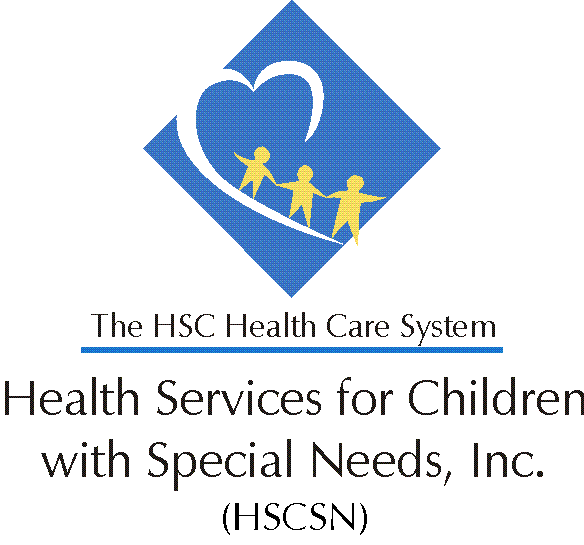 The HSC Health Care System
Health Services for Children
with Special Needs, Inc.
(HSCSN)